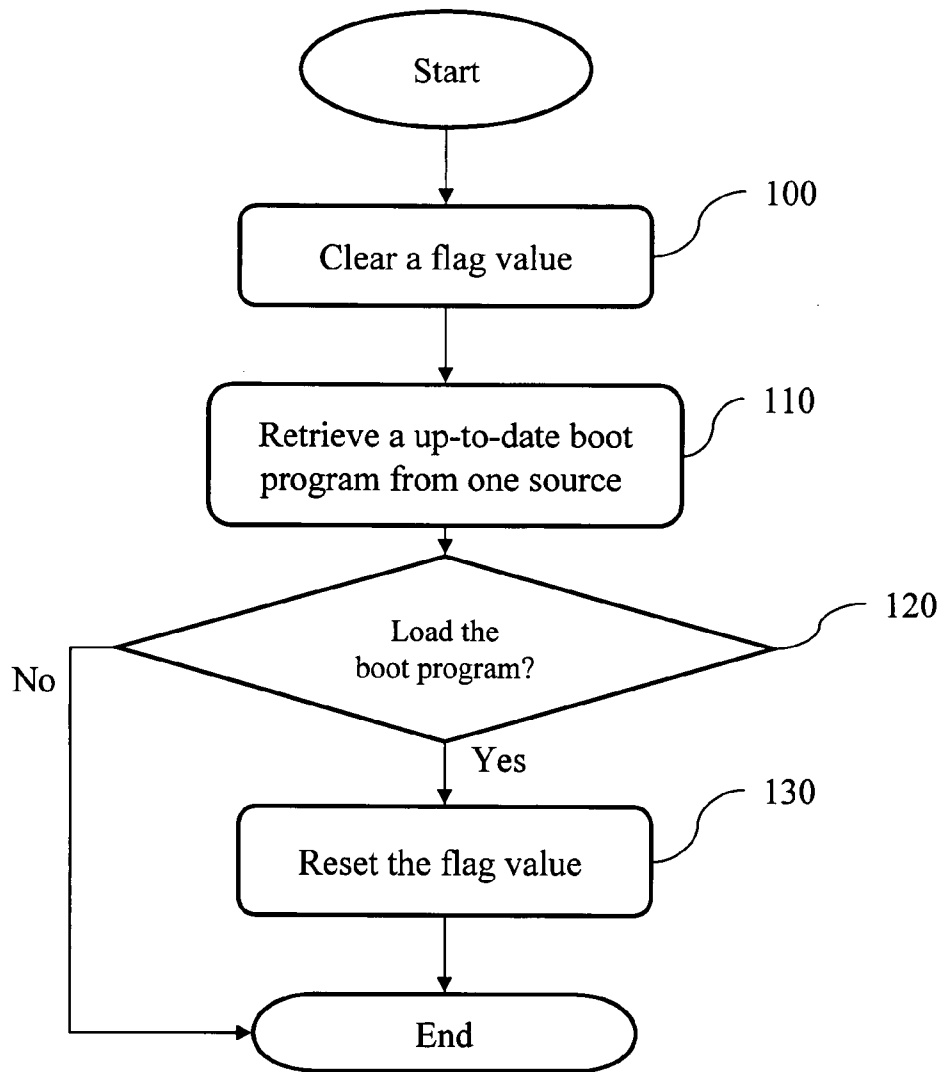 Start
100
Clear a flag value
110
Retrieve a up-to-date boot
program from one source
120
Load the
boot program?
No
Yes
130
Reset the flag value
End